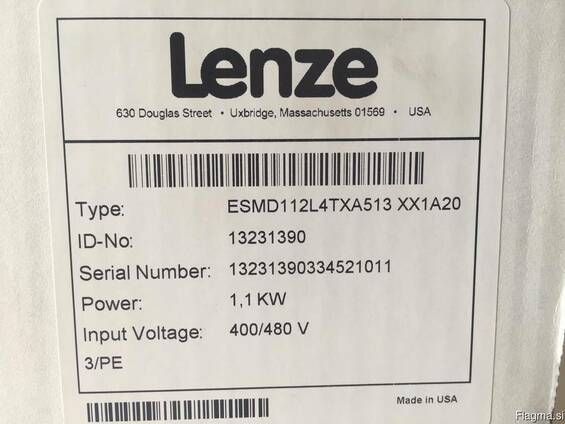 Lenze
630 Douglas Street • Uxbridge, Massachusetts 01569 • USA
Type: ESMD112L4TXA513 XX1A20
ID-No: 13231390
Serial Number: 13231390334521011
Power: 1,1 KW
Input Voltage: 400/480 V
3/PE
Made in USA
Flagma.si